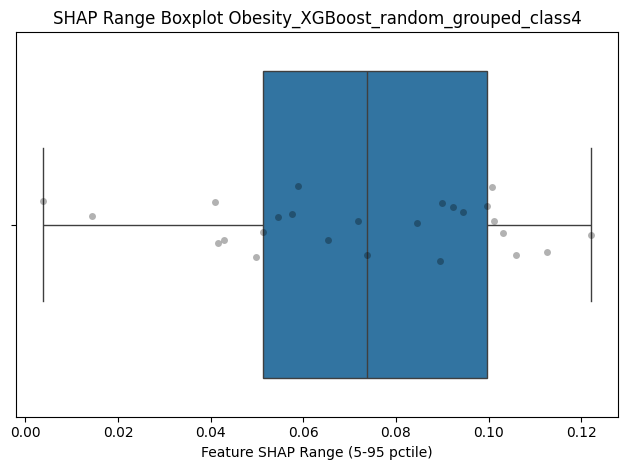 SHAP Range Boxplot Obesity_XGBoost_random_grouped_class4
0.00 0.02 0.04 0.06 0.08 0.10 0.12
Feature SHAP Range (5-95 pctile)